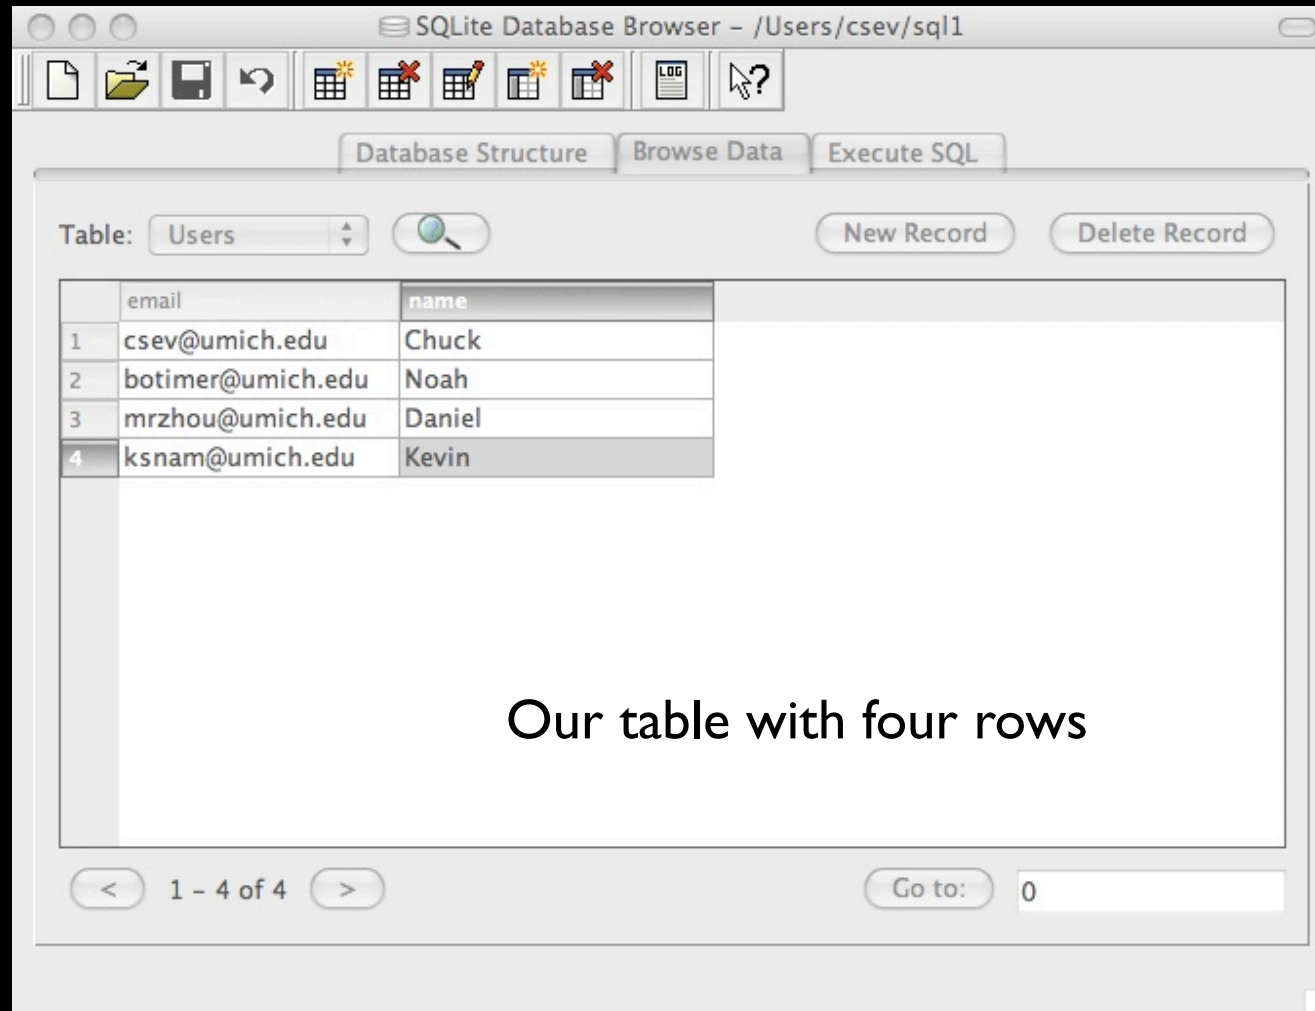 SQLite Database Browser – /Users/csev/sql1
LOG
?
Database Structure Browse Data Execute SQL
Table: Users New Record Delete Record
email name
1 csev@umich.edu Chuck
2 botimer@umich.edu Noah
3 mrzhou@umich.edu Daniel
4 ksnam@umich.edu Kevin
Our table with four rows
< 1 – 4 of 4 > Go to: 0